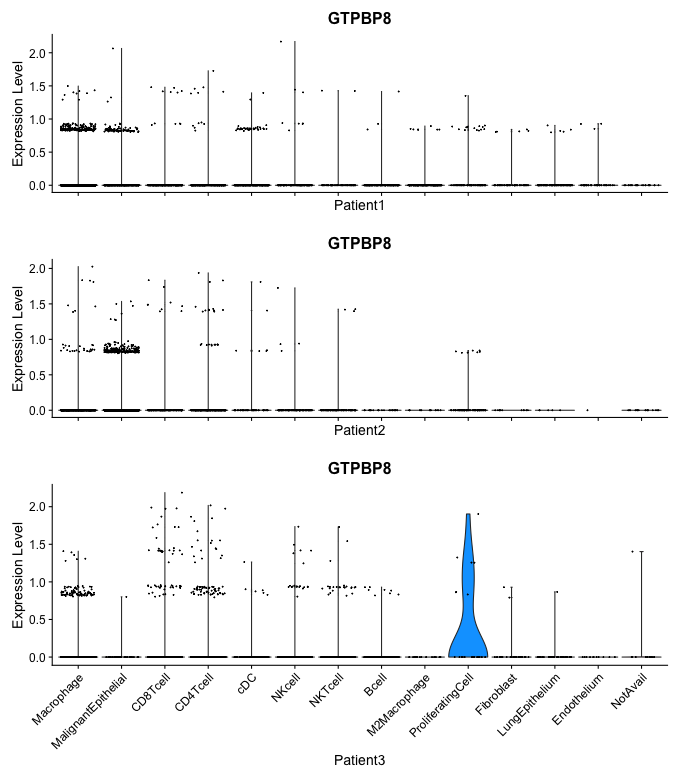 GTPBP8
Expression Level
2.0
1.5
1.0
0.5
0.0
Patient1
GTPBP8
Expression Level
2.0
1.5
1.0
0.5
0.0
Patient2
GTPBP8
Expression Level
2.0
1.5
1.0
0.5
0.0
Macrophage
MalignantEpithelial
CD8Tcell
CD4Tcell
cDC
NKcell
NKTcell
Bcell
M2Macrophage
ProliferatingCell
Fibroblast
LungEpithelium
Endothelium
NotAvail
Patient3